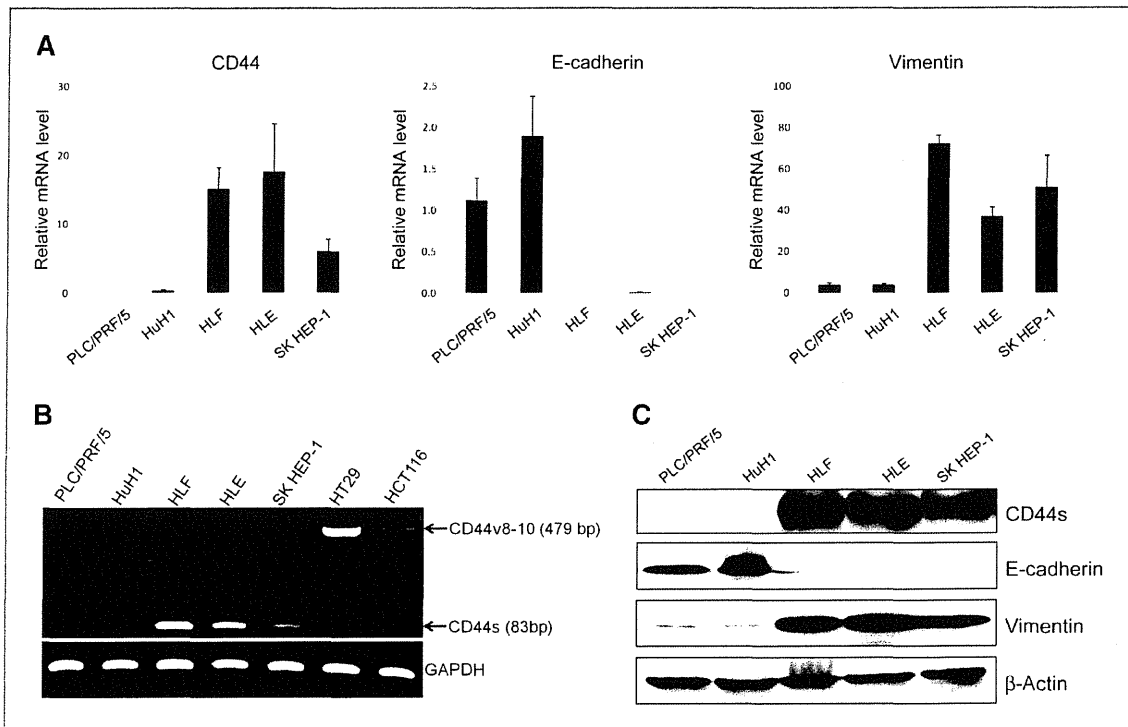 A
CD44
Relative mRNA level
30
20
10
0
PLC/PRF/5
HuH1
HLF
HLE
SK HEP-1
E-cadherin
Relative mRNA level
2.5
2.0
1.5
1.0
0.5
0.0
PLC/PRF/5
HuH1
HLF
HLE
SK HEP-1
Vimentin
Relative mRNA level
100
80
60
40
20
0
PLC/PRF/5
HuH1
HLF
HLE
SK HEP-1
B
PLC/PRF/5
HuH1
HLF
HLE
SK HEP-1
HT29
HCT116
CD44v8-10 (479 bp)
CD44s (83bp)
GAPDH
C
PLC/PRF/5
HuH1
HLF
HLE
SK HEP-1
CD44s
E-cadherin
Vimentin
β-Actin